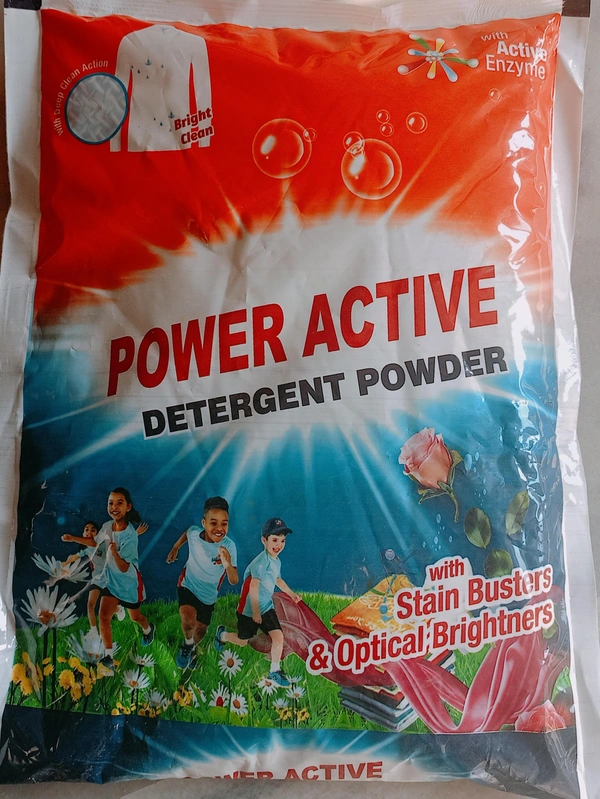 with Deep Clean Action
Bright
n
Clean
with
Active
Enzyme
POWER ACTIVE
DETERGENT POWDER
with
Stain Busters
& Optical Brightners
POWER ACTIVE